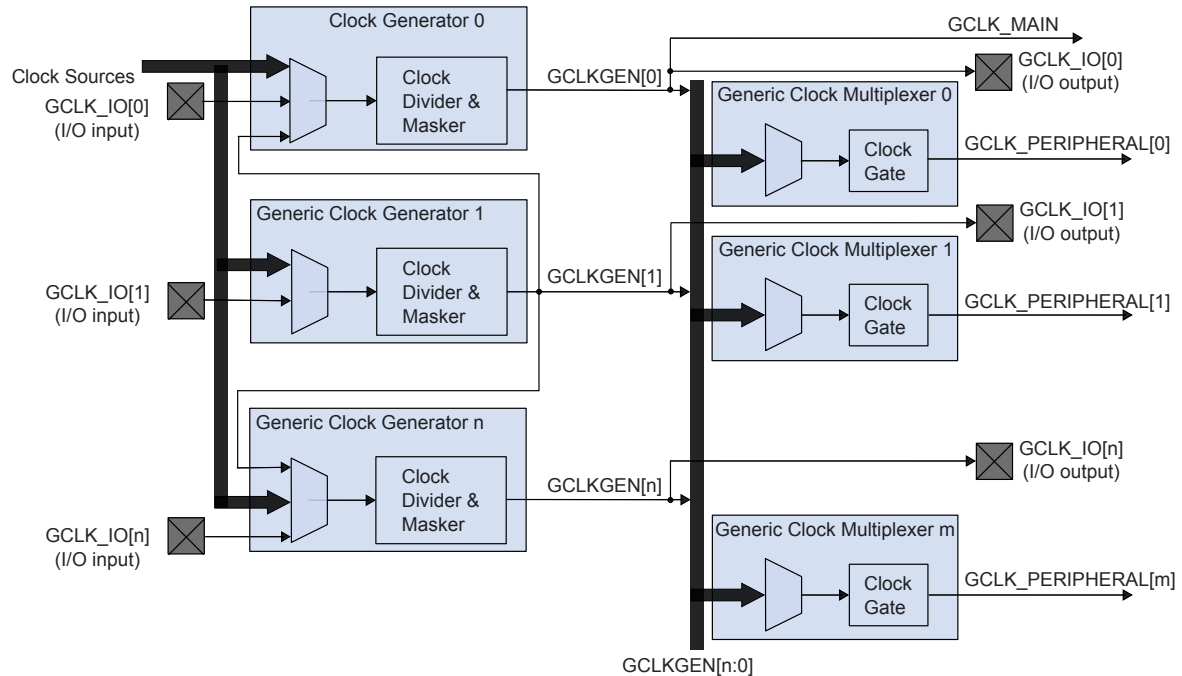 Clock Generator 0
GCLK_MAIN
Clock Sources
GCLK_IO[0]
(I/O input)
Clock
Divider &
Masker
GCLKGEN[0]
GCLK_IO[0]
(I/O output)
Generic Clock Multiplexer 0
Clock
Gate
GCLK_PERIPHERAL[0]
Generic Clock Generator 1
GCLK_IO[1]
(I/O input)
Clock
Divider &
Masker
GCLKGEN[1]
GCLK_IO[1]
(I/O output)
Generic Clock Multiplexer 1
Clock
Gate
GCLK_PERIPHERAL[1]
Generic Clock Generator n
GCLK_IO[n]
(I/O input)
Clock
Divider &
Masker
GCLKGEN[n]
GCLK_IO[n]
(I/O output)
Generic Clock Multiplexer m
Clock
Gate
GCLK_PERIPHERAL[m]
GCLKGEN[n:0]